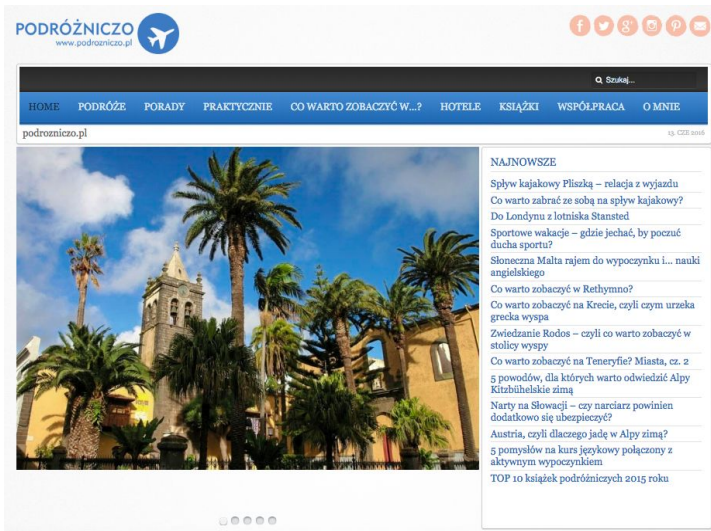 PODRÓŻNICZO
www.podrozniczo.pl
Szukaj...
HOME PODRÓŻE PORADY PRAKTYCZNIE CO WARTO ZOBACZYĆ W...? HOTELE KSIĄŻKI WSPÓŁPRACA O MNIE
podrozniczo.pl
13. CZE 2016
NAJNOWSZE
Spływ kajakowy Pliszką – relacja z wyjazdu
Co warto zabrać ze sobą na spływ kajakowy?
Do Londynu z lotniska Stansted
Sportowe wakacje – gdzie jechać, by poczuć
ducha sportu?
Słoneczna Malta rajem do wypoczynku i... nauki
angielskiego
Co warto zobaczyć w Rethymno?
Co warto zobaczyć na Krecie, czyli czym urzeka
grecka wyspa
Zwiedzanie Rodos – czyli co warto zobaczyć w
stolicy wyspy
Co warto zobaczyć na Teneryfie? Miasta, cz. 2
5 powodów, dla których warto odwiedzić Alpy
Kitzbühelskie zimą
Narty na Słowacji – czy narciarz powinien
dodatkowo się ubezpieczyć?
Austria, czyli dlaczego jadę w Alpy zimą?
5 pomysłów na kurs językowy połączony z
aktywnym wypoczynkiem
TOP 10 książek podróżniczych 2015 roku